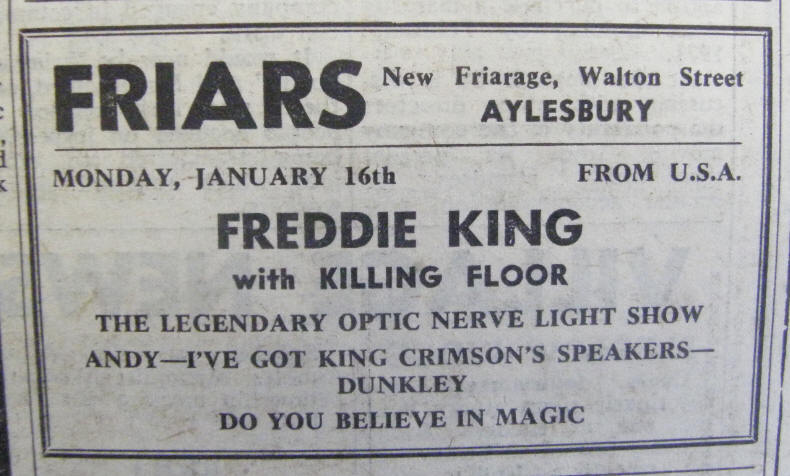 FRIARS New Friarage, Walton Street
AYLESBURY
MONDAY, JANUARY 16th FROM U.S.A.
FREDDIE KING
with KILLING FLOOR
THE LEGENDARY OPTIC NERVE LIGHT SHOW
ANDY—I'VE GOT KING CRIMSON'S SPEAKERS—
DUNKLEY
DO YOU BELIEVE IN MAGIC